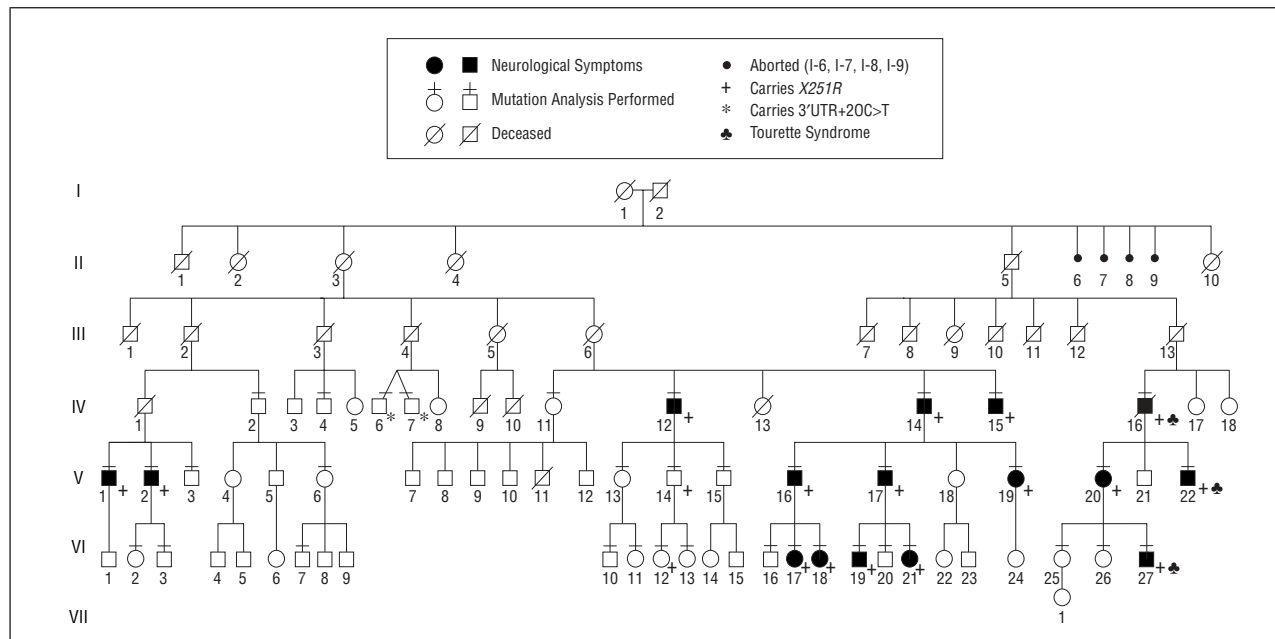 Neurological Symptoms
Mutation Analysis Performed
Deceased
Aborted (I-6, I-7, I-8, I-9)
+ Carries X251R
* Carries 3′UTR+2OC>T
♣ Tourette Syndrome
I
1 2
II
1 2 3 4 5 6 7 8 9 10
III
1 2 3 4 5 6 7 8 9 10 11 12 13
IV
1 2 3 4 5 6 * 7 * 8 9 10 11 12 + 13 14 + 15 + 16 + ♣ 17 18
V
1 + 2 + 3 4 5 6 7 8 9 10 11 12 13 14 + 15 16 + 17 + 18 19 + 20 + 21 22 + ♣
VI
1 2 3 4 5 6 7 8 9 10 11 12 + 13 14 15 16 17 + 18 + 19 + 20 21 + 22 23 24 25 26 27 + ♣
VII
1